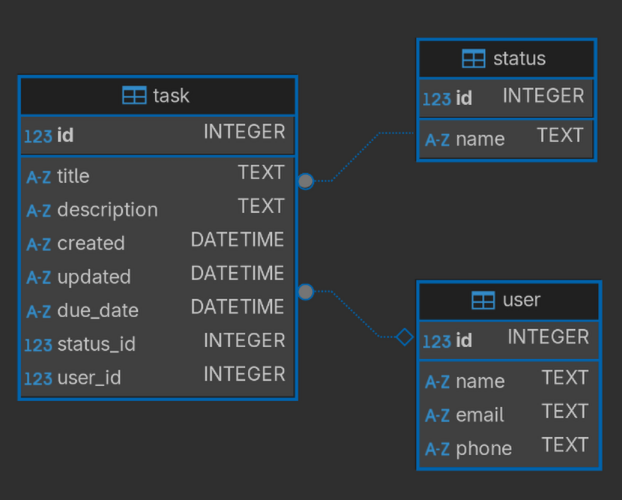 task
123 id INTEGER
A-Z title TEXT
A-Z description TEXT
A-Z created DATETIME
A-Z updated DATETIME
A-Z due_date DATETIME
123 status_id INTEGER
123 user_id INTEGER
status
123 id INTEGER
A-Z name TEXT
user
123 id INTEGER
A-Z name TEXT
A-Z email TEXT
A-Z phone TEXT